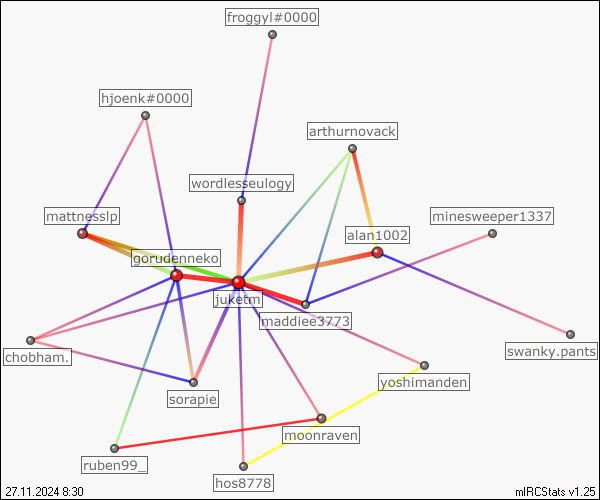 froggyl#0000
hjoenk#0000
arthurnovack
wordlesseulogy
mattnesslp
minesweeper1337
alan1002
gorudenneko
juketm
maddiee3773
chobham.
swanky.pants
yoshimanden
sorapie
moonraven
ruben99_
hos8778
27.11.2024 8:30
mIRCStats v1.25